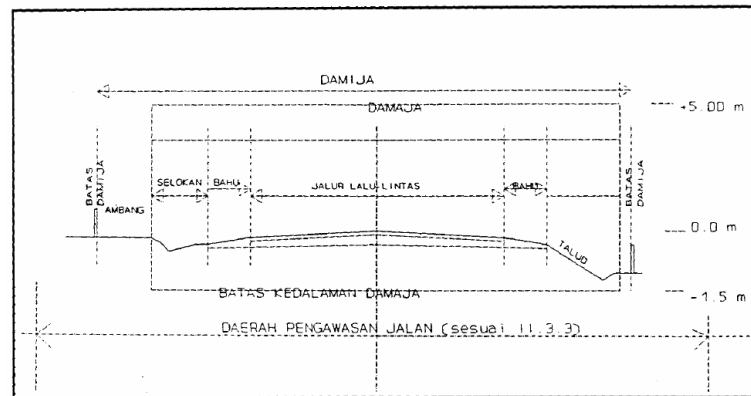 DAMIJA
DAMAJA
+5.00 m
BATAS DAMIJA
SELOKAN
BAHU
JALUR LALU-LINTAS
BAHU
BATAS DAMIJA
AMBANG
0.0 m
TALUD
BATAS KEDALAMAN DAMAJA
-1.5 m
DAERAH PENGAWASAN JALAN (sesuai II.3.3)